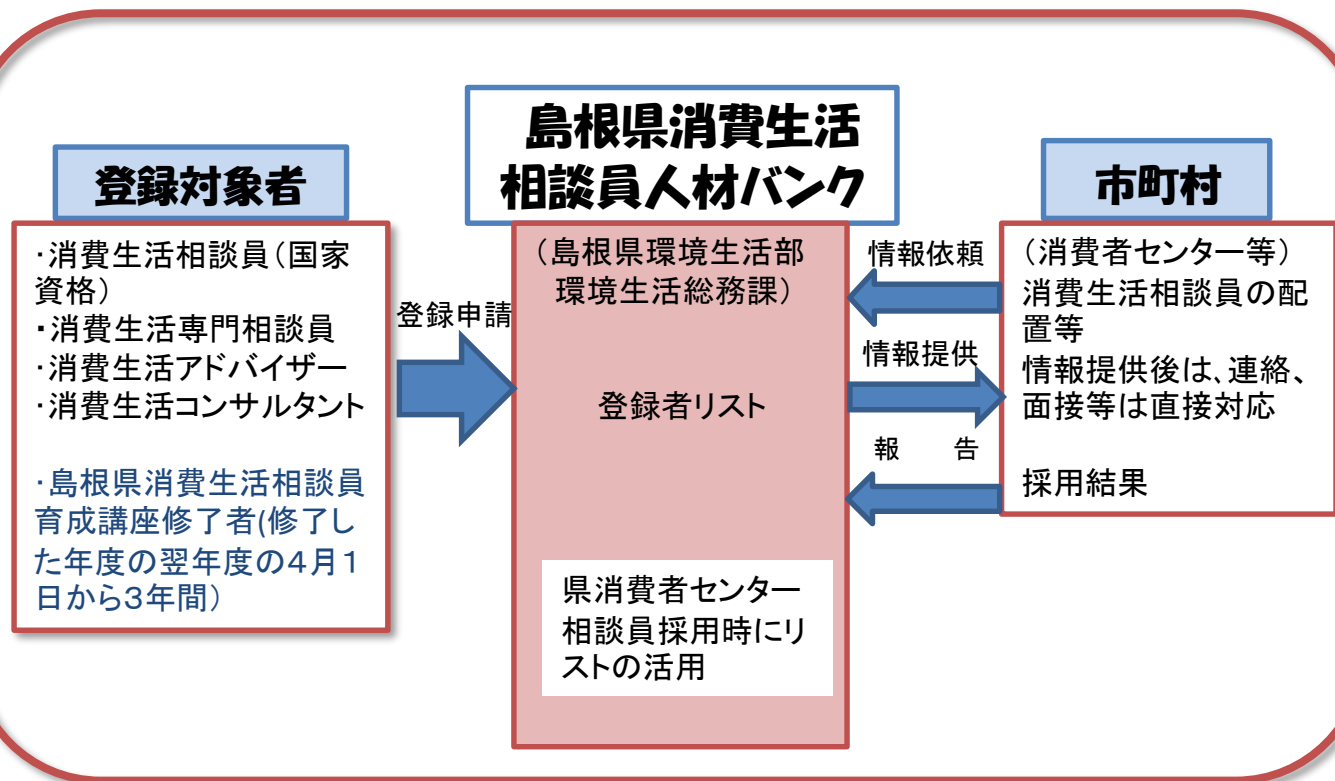 登録対象者
・消費生活相談員(国家
資格)
・消費生活専門相談員
・消費生活アドバイザー
・消費生活コンサルタント
・島根県消費生活相談員
育成講座修了者(修了し
た年度の翌年度の4月1
日から3年間)
登録申請
島根県消費生活
相談員人材バンク
(島根県環境生活部
環境生活総務課)
登録者リスト
県消費者センター
相談員採用時にリ
ストの活用
情報依頼
情報提供
報 告
市町村
(消費者センター等)
消費生活相談員の配
置等
情報提供後は、連絡、
面接等は直接対応
採用結果